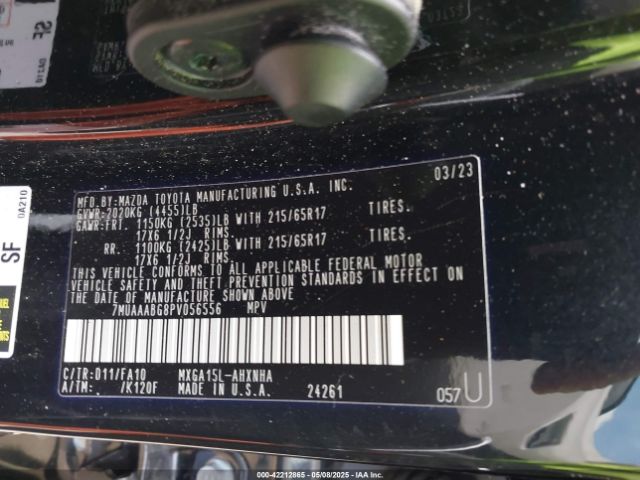 SF
0A210
SF
MFD.BY:MAZDA TOYOTA MANUFACTURING U.S.A. INC. 03/23
GVWR:2020KG (4455)LB
GAWR:FRT. 1150KG (2535)LB WITH 215/65R17 TIRES.
17X6 1/2J RIMS.
RR. 1100KG (2425)LB WITH 215/65R17 TIRES.
17X6 1/2J RIMS.
THIS VEHICLE CONFORMS TO ALL APPLICABLE FEDERAL MOTOR
VEHICLE SAFETY AND THEFT PREVENTION STANDARDS IN EFFECT ON
THE DATE OF MANUFACTURE SHOWN ABOVE
7MUAAABG8PV056556 MPV
C/TR:D11/FA10 MXGA15L-AHXNHA
A/TM: /K120F MADE IN U.S.A. 24261 057U
000-42212865 05/08/2025 IAA Inc.